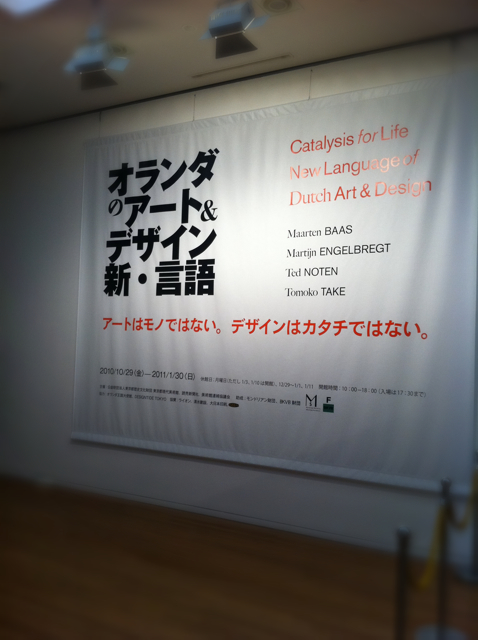 オランダ
のアート&
デザイン
新・言語
Catalysis for Life
New Language of
Dutch Art & Design
Maarten BAAS
Martijn ENGELBREGT
Ted NOTEN
Tomoko TAKE
アートはモノではない。デザインはカタチではない。
2010/10/29(金)—2011/1/30(日)